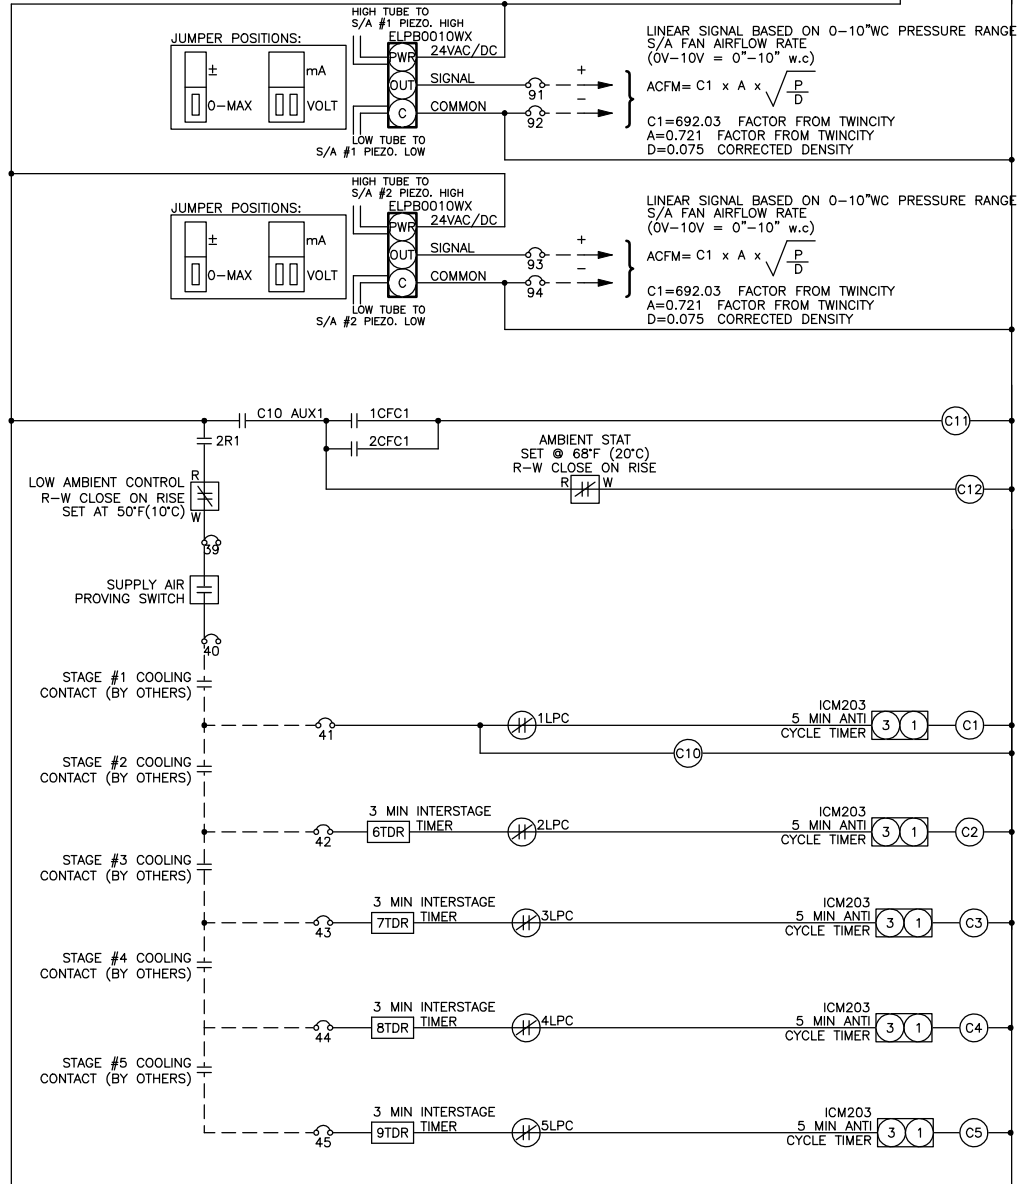 HIGH TUBE TO
S/A #1 PIEZO. HIGH
ELPB0010WX
JUMPER POSITIONS:
±
mA
0-MAX
VOLT
PWR
24VAC/DC
OUT
SIGNAL
C
COMMON
LOW TUBE TO
S/A #1 PIEZO. LOW
91
+
92
−
LINEAR SIGNAL BASED ON 0-10"WC PRESSURE RANGE
S/A FAN AIRFLOW RATE
(0V-10V = 0"-10" w.c)
ACFM= C1 x A x √ P
D
C1=692.03 FACTOR FROM TWINCITY
A=0.721 FACTOR FROM TWINCITY
D=0.075 CORRECTED DENSITY
HIGH TUBE TO
S/A #2 PIEZO. HIGH
ELPB0010WX
JUMPER POSITIONS:
±
mA
0-MAX
VOLT
PWR
24VAC/DC
OUT
SIGNAL
C
COMMON
LOW TUBE TO
S/A #2 PIEZO. LOW
93
+
94
−
LINEAR SIGNAL BASED ON 0-10"WC PRESSURE RANGE
S/A FAN AIRFLOW RATE
(0V-10V = 0"-10" w.c)
ACFM= C1 x A x √ P
D
C1=692.03 FACTOR FROM TWINCITY
A=0.721 FACTOR FROM TWINCITY
D=0.075 CORRECTED DENSITY
C10 AUX1
1CFC1
C11
2R1
2CFC1
AMBIENT STAT
SET @ 68°F (20°C)
R-W CLOSE ON RISE
R W
C12
LOW AMBIENT CONTROL
R-W CLOSE ON RISE
SET AT 50°F(10°C)
R
W
39
SUPPLY AIR
PROVING SWITCH
40
STAGE #1 COOLING
CONTACT (BY OTHERS)
41
1LPC
ICM203
5 MIN ANTI
CYCLE TIMER
3 1
C1
C10
STAGE #2 COOLING
CONTACT (BY OTHERS)
42
3 MIN INTERSTAGE
TIMER
6TDR
2LPC
ICM203
5 MIN ANTI
CYCLE TIMER
3 1
C2
STAGE #3 COOLING
CONTACT (BY OTHERS)
43
3 MIN INTERSTAGE
TIMER
7TDR
3LPC
ICM203
5 MIN ANTI
CYCLE TIMER
3 1
C3
STAGE #4 COOLING
CONTACT (BY OTHERS)
44
3 MIN INTERSTAGE
TIMER
8TDR
4LPC
ICM203
5 MIN ANTI
CYCLE TIMER
3 1
C4
STAGE #5 COOLING
CONTACT (BY OTHERS)
45
3 MIN INTERSTAGE
TIMER
9TDR
5LPC
ICM203
5 MIN ANTI
CYCLE TIMER
3 1
C5